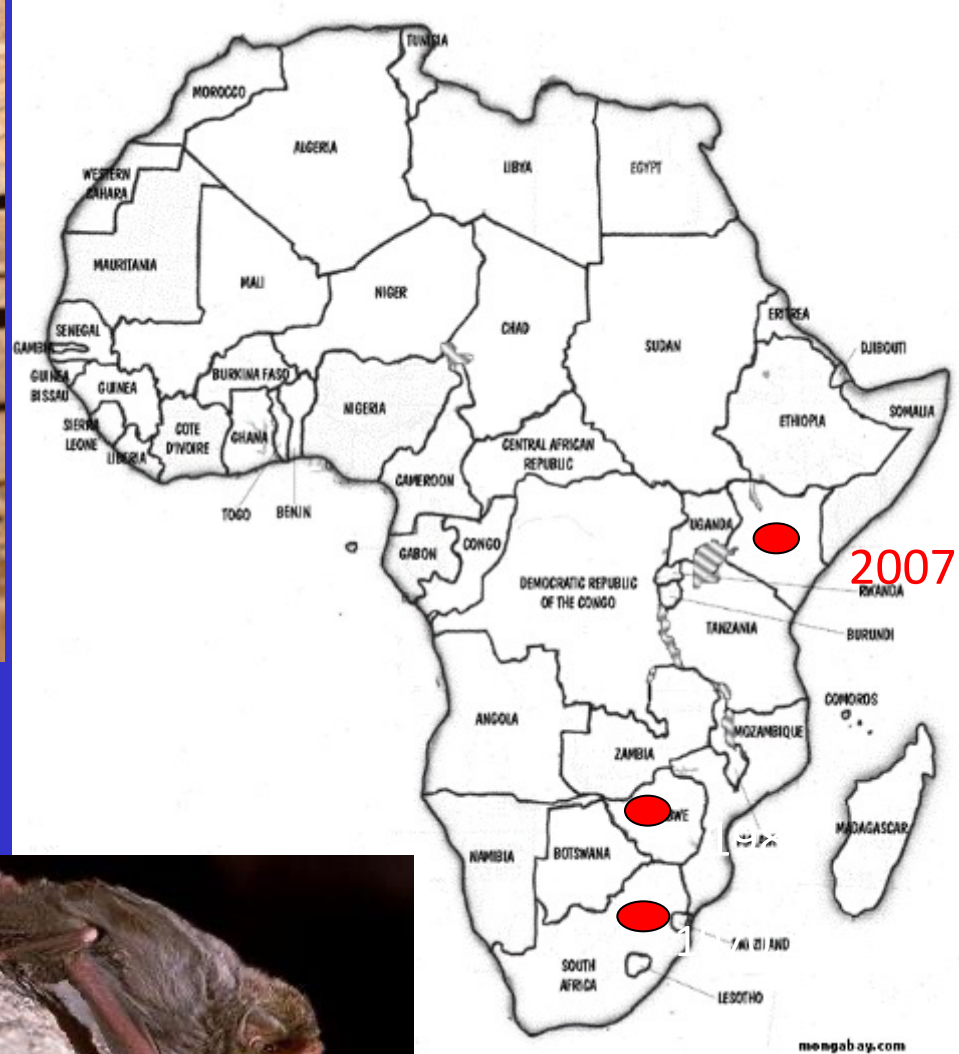 TUNISIA
MOROCCO
ALGERIA
LIBYA
EGYPT
WESTERN
SAHARA
MAURITANIA
MALI
NIGER
CHAD
SUDAN
ERITREA
DJIBOUTI
SENEGAL
GAMBIA
GUINEA
BISSAU
GUINEA
BURKINA FASO
NIGERIA
ETHIOPIA
SOMALIA
SIERRA
LEONE
COTE
D'IVOIRE
GHANA
LIBERIA
CENTRAL AFRICAN
REPUBLIC
CAMEROON
TOGO
BENIN
UGANDA
GABON
CONGO
2007
DEMOCRATIC REPUBLIC
OF THE CONGO
RWANDA
TANZANIA
BURUNDI
COMOROS
ANGOLA
MOZAMBIQUE
ZAMBIA
MADAGASCAR
NAMIBIA
BOTSWANA
SOUTH
AFRICA
LESOTHO
mongabay.com